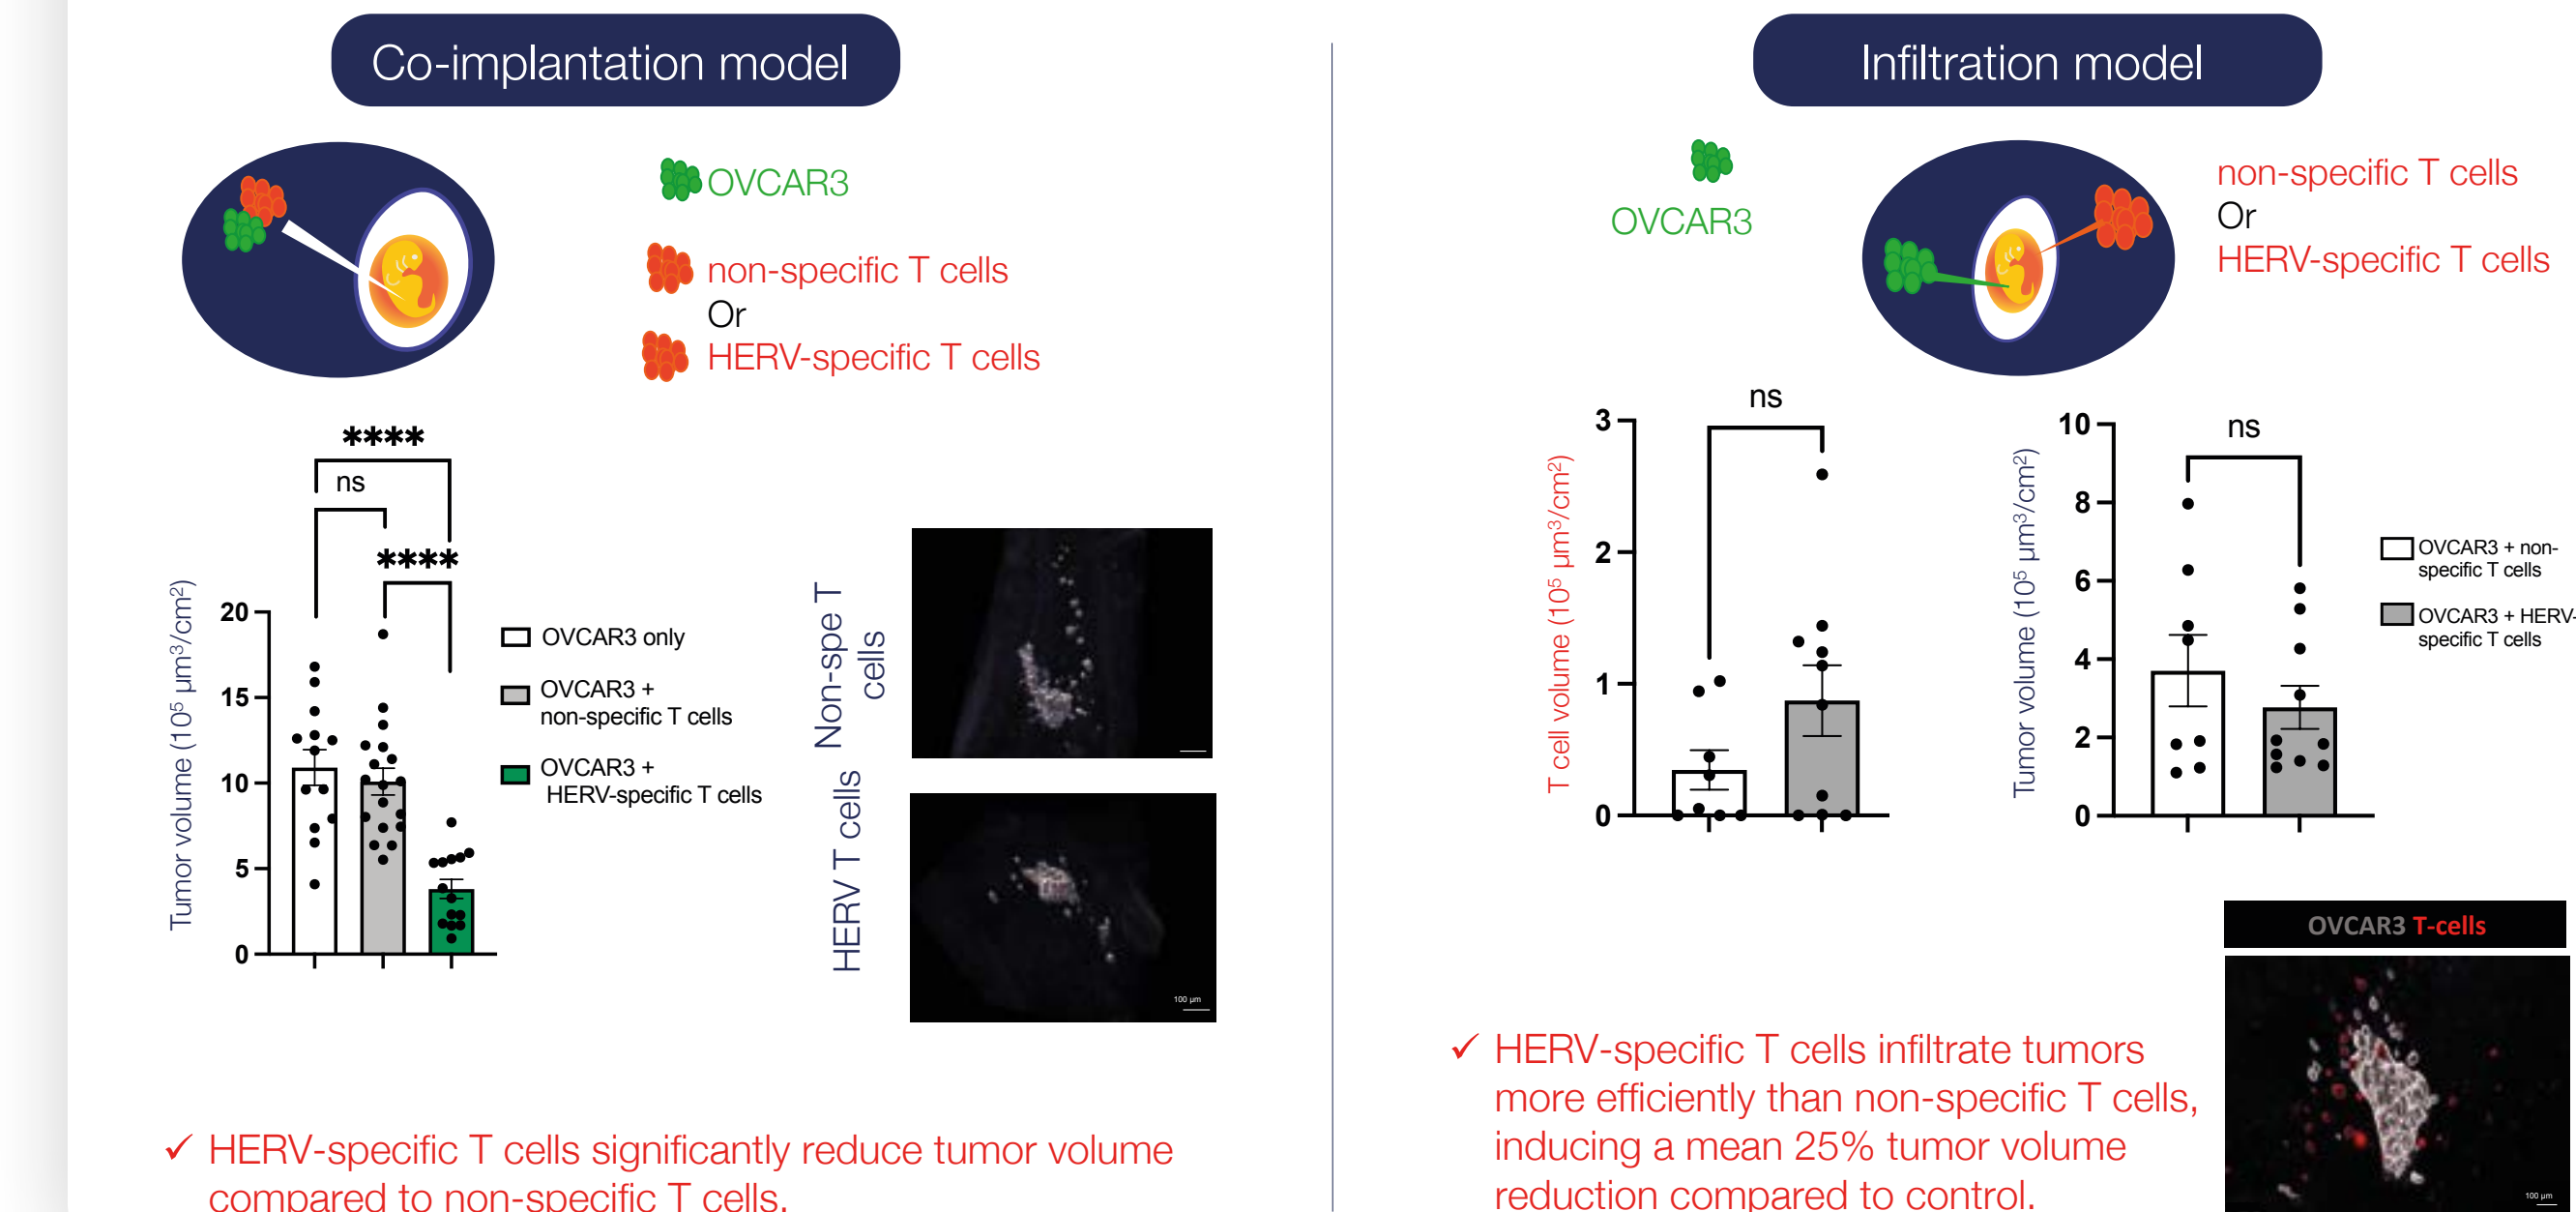 Co-implantation model
OVCAR3
non-specific T cells
Or
HERV-specific T cells
****
ns
****
Tumor volume (10⁵ µm³/cm²)
20
15
10
5
0
OVCAR3 only
OVCAR3 +
non-specific T cells
OVCAR3 +
HERV-specific T cells
Non-spe T
cells
HERV T cells
100 µm
HERV-specific T cells significantly reduce tumor volume
compared to non-specific T cells.
Infiltration model
OVCAR3
non-specific T cells
Or
HERV-specific T cells
ns
T cell volume (10⁵ µm³/cm²)
3
2
1
0
ns
Tumor volume (10⁵ µm³/cm²)
10
8
6
4
2
0
OVCAR3 + non-
specific T cells
OVCAR3 + HERV-
specific T cells
OVCAR3 T-cells
100 µm
✓ HERV-specific T cells infiltrate tumors
more efficiently than non-specific T cells,
inducing a mean 25% tumor volume
reduction compared to control.